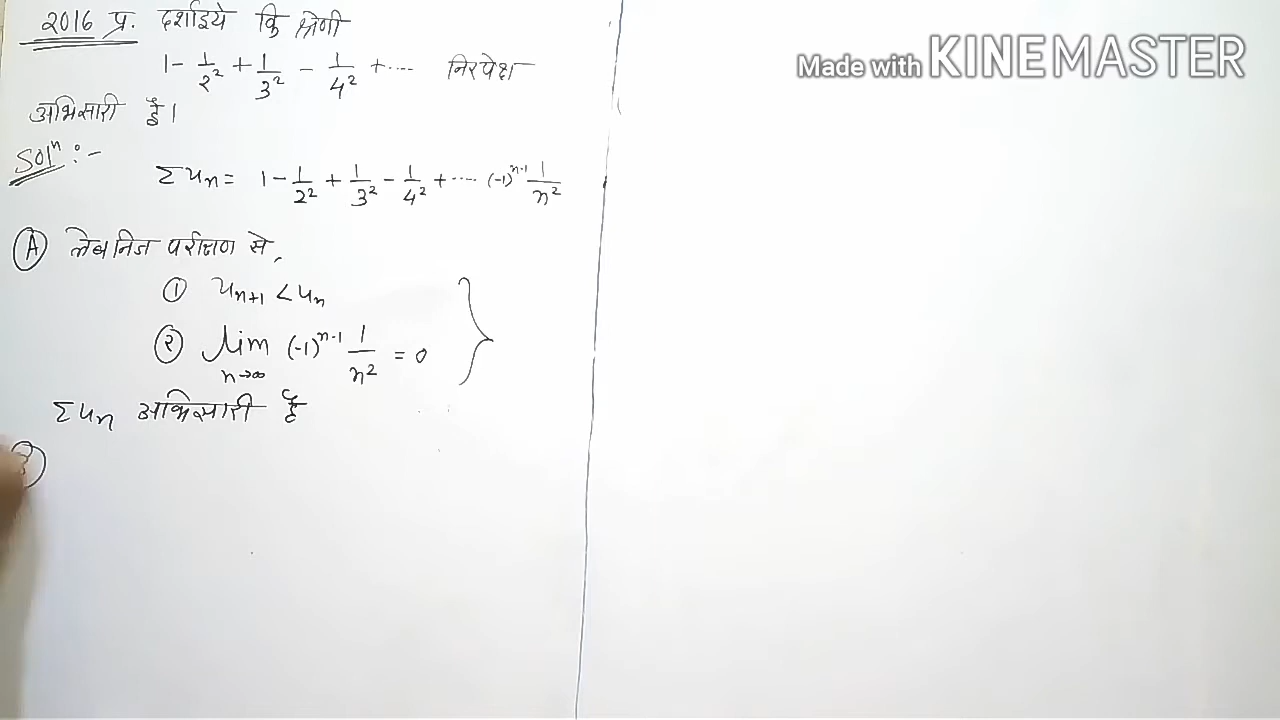 २०१६ प्र. दर्शाइये कि श्रेणी
1 - 1/2² + 1/3² - 1/4² + .... निरपेक्ष
अभिसारी है।
Solⁿ :-
Σuₙ = 1 - 1/2² + 1/3² - 1/4² + .... (-1)ⁿ⁻¹ 1/n²
Ⓐ लेबनिज परीक्षण से,
① uₙ₊₁ < uₙ
② lim n→∞ (-1)ⁿ⁻¹ 1/n² = 0 }
Σuₙ अभिसारी है
Made with KINEMASTER